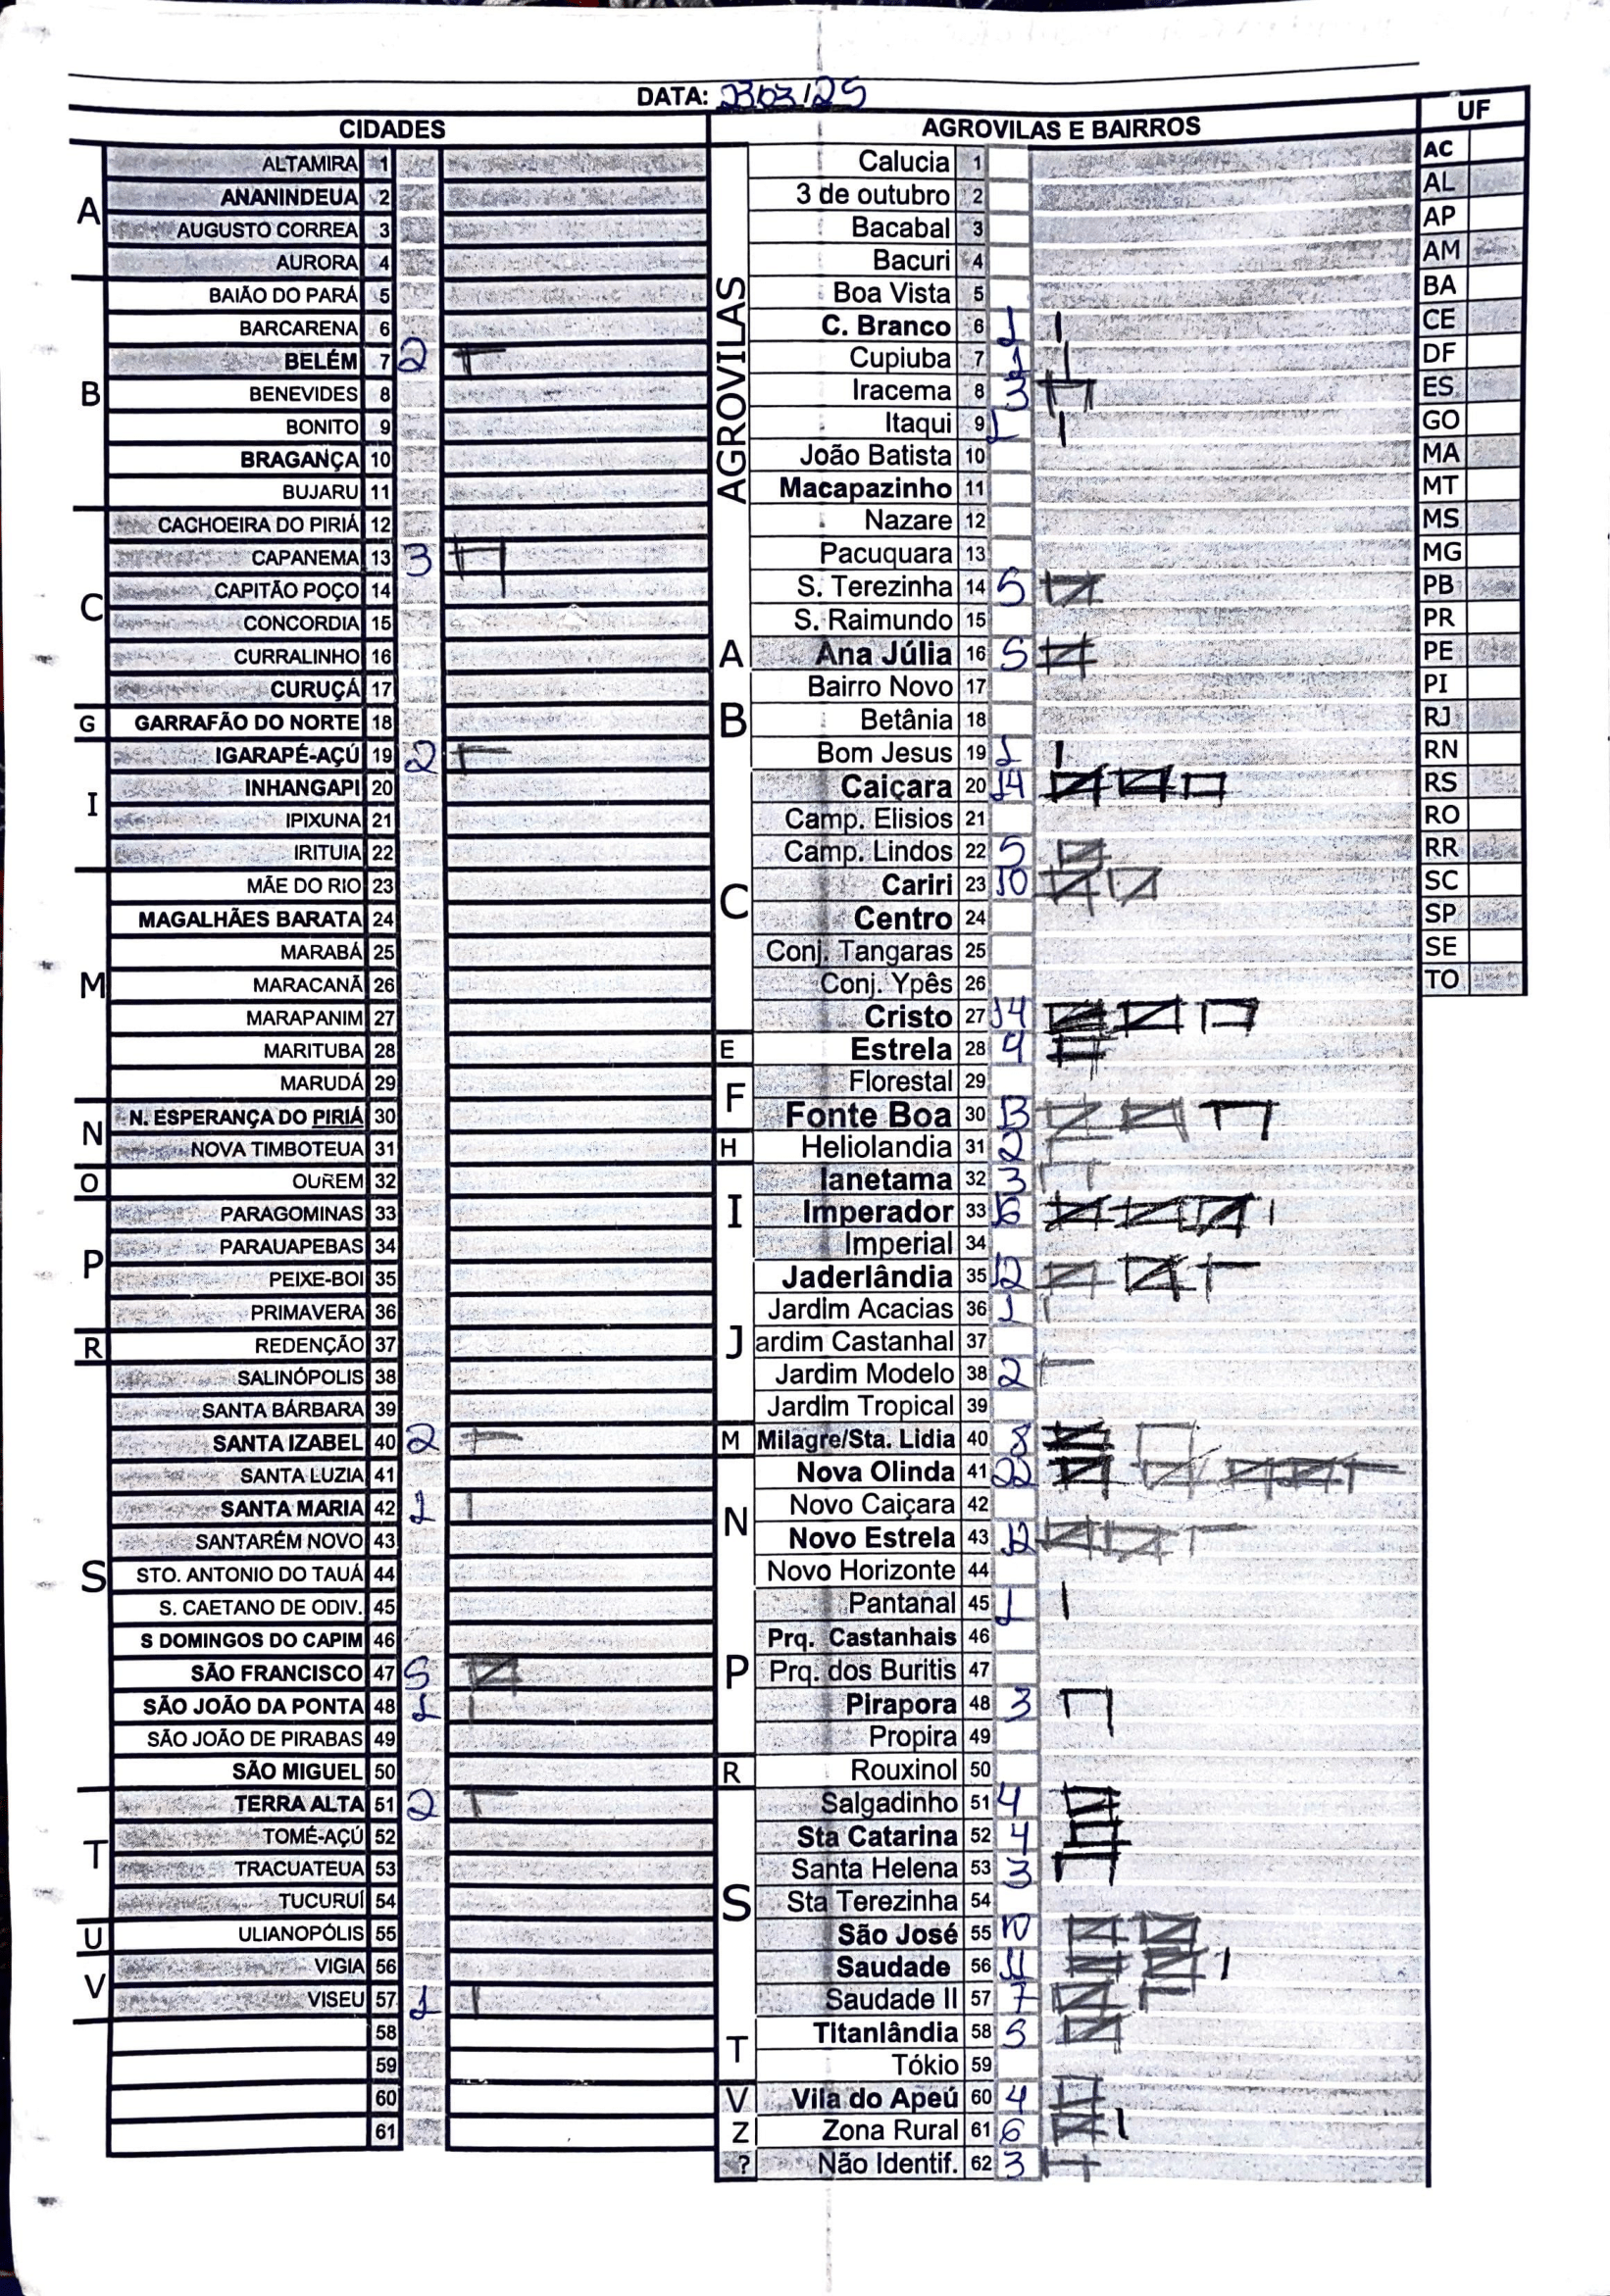 DATA: 23/03/25
CIDADES
A
ALTAMIRA 1
ANANINDEUA 2
AUGUSTO CORREA 3
AURORA 4
B
BAIÃO DO PARÁ 5
BARCARENA 6
BELÉM 7 2
BENEVIDES 8
BONITO 9
BRAGANÇA 10
BUJARU 11
C
CACHOEIRA DO PIRIÁ 12
CAPANEMA 13 3
CAPITÃO POÇO 14
CONCORDIA 15
CURRALINHO 16
CURUÇÁ 17
G
GARRAFÃO DO NORTE 18
I
IGARAPÉ-AÇÚ 19 2
INHANGAPI 20
IPIXUNA 21
IRITUIA 22
M
MÃE DO RIO 23
MAGALHÃES BARATA 24
MARABÁ 25
MARACANÃ 26
MARAPANIM 27
MARITUBA 28
MARUDÁ 29
N
N. ESPERANÇA DO PIRIÁ 30
NOVA TIMBOTEUA 31
O
OUREM 32
P
PARAGOMINAS 33
PARAUAPEBAS 34
PEIXE-BOI 35
PRIMAVERA 36
R
REDENÇÃO 37
S
SALINÓPOLIS 38
SANTA BÁRBARA 39
SANTA IZABEL 40 2
SANTA LUZIA 41
SANTA MARIA 42 1
SANTARÉM NOVO 43
STO. ANTONIO DO TAUÁ 44
S. CAETANO DE ODIV. 45
S DOMINGOS DO CAPIM 46
SÃO FRANCISCO 47 5
SÃO JOÃO DA PONTA 48 1
SÃO JOÃO DE PIRABAS 49
SÃO MIGUEL 50
T
TERRA ALTA 51 2
TOMÉ-AÇÚ 52
TRACUATEUA 53
TUCURUÍ 54
U
ULIANOPÓLIS 55
V
VIGIA 56
VISEU 57 1
58
59
60
61
AGROVILAS E BAIRROS
AGROVILAS
Calucia 1
3 de outubro 2
Bacabal 3
Bacuri 4
Boa Vista 5
C. Branco 6 1
Cupiuba 7 1
Iracema 8 3
Itaqui 9 1
João Batista 10
Macapazinho 11
Nazare 12
Pacuquara 13
S. Terezinha 14 5
S. Raimundo 15
A
Ana Júlia 16 5
B
Bairro Novo 17
Betânia 18
Bom Jesus 19 1
C
Caiçara 20 14
Camp. Elisios 21
Camp. Lindos 22 5
Cariri 23 10
Centro 24
Conj. Tangaras 25
Conj. Ypês 26
Cristo 27 14
E
Estrela 28 4
F
Florestal 29
Fonte Boa 30 13
H
Heliolandia 31 2
I
Ianetama 32 3
Imperador 33 16
Imperial 34
J
Jaderlândia 35 12
Jardim Acacias 36 1
ardim Castanhal 37
Jardim Modelo 38 2
Jardim Tropical 39
M
Milagre/Sta. Lidia 40 8
N
Nova Olinda 41 22
Novo Caiçara 42
Novo Estrela 43 12
Novo Horizonte 44
P
Pantanal 45 1
Prq. Castanhais 46
Prq. dos Buritis 47
Pirapora 48 3
Propira 49
R
Rouxinol 50
S
Salgadinho 51 4
Sta Catarina 52 4
Santa Helena 53 3
Sta Terezinha 54
São José 55 10
Saudade 56 11
Saudade II 57 7
T
Titanlândia 58 5
Tókio 59
V
Vila do Apeú 60 4
Z
Zona Rural 61 6
?
Não Identif. 62 3
UF
AC
AL
AP
AM
BA
CE
DF
ES
GO
MA
MT
MS
MG
PB
PR
PE
PI
RJ
RN
RS
RO
RR
SC
SP
SE
TO